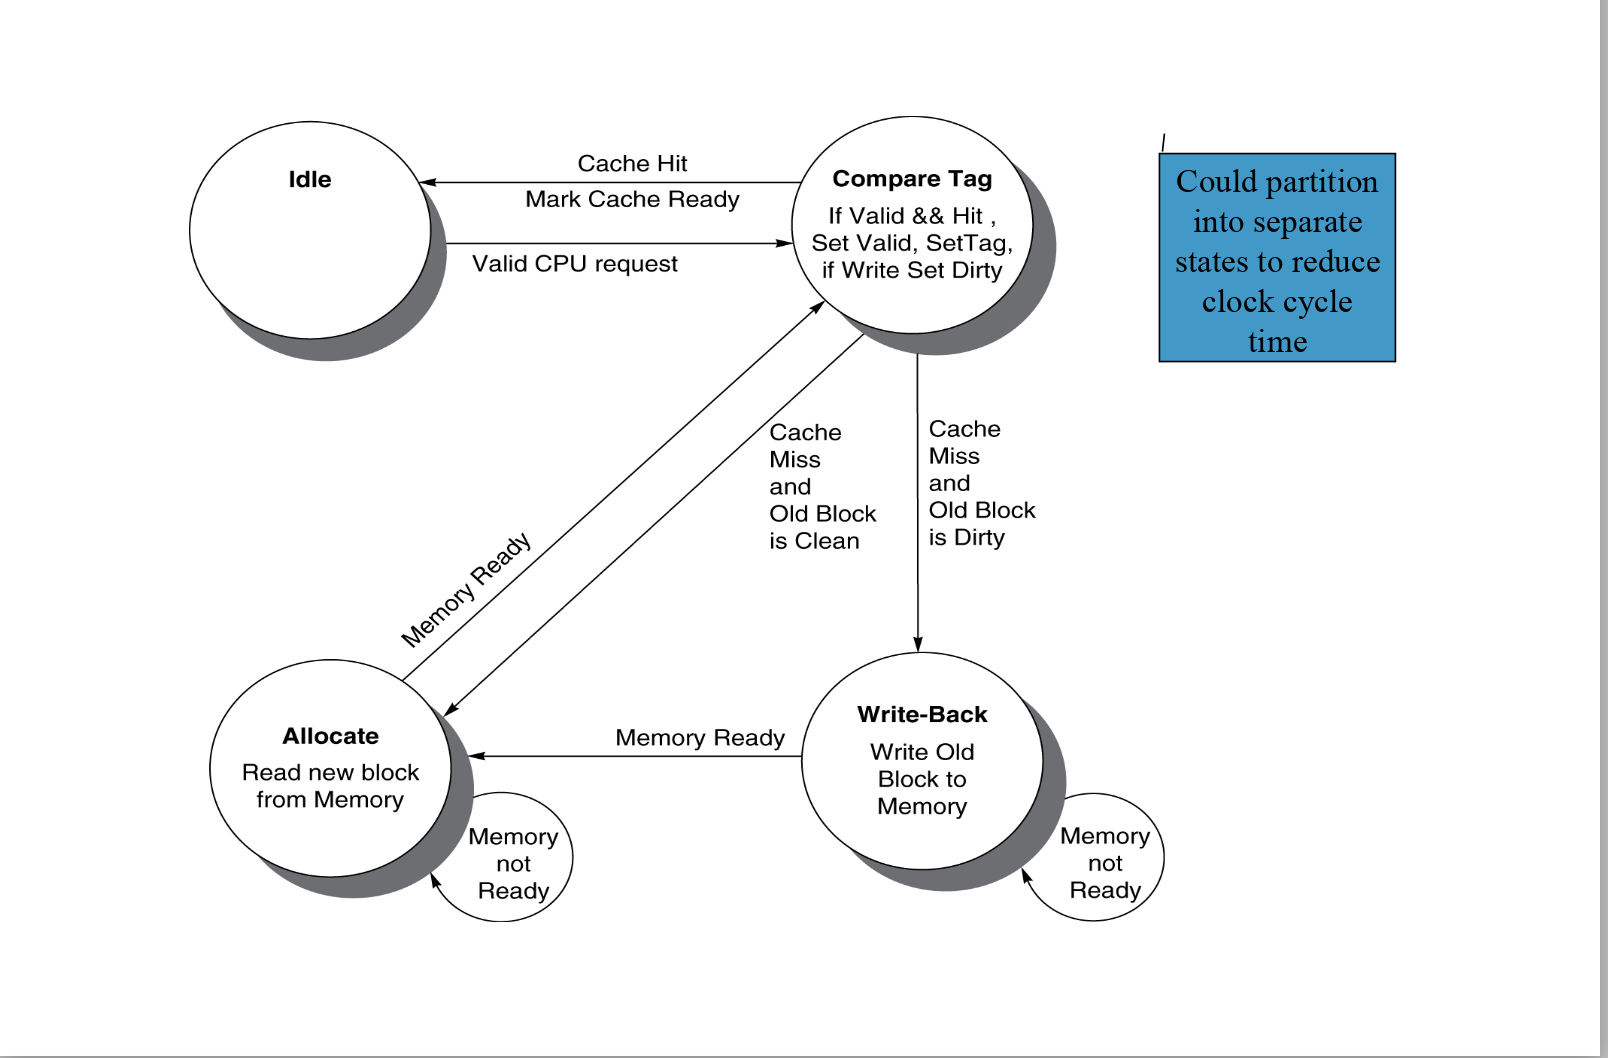 Idle
Cache Hit
Mark Cache Ready
Valid CPU request
Compare Tag
If Valid && Hit ,
Set Valid, SetTag,
if Write Set Dirty
Could partition
into separate
states to reduce
clock cycle
time
Cache
Miss
and
Old Block
is Clean
Cache
Miss
and
Old Block
is Dirty
Memory Ready
Allocate
Read new block
from Memory
Memory
not
Ready
Memory Ready
Write-Back
Write Old
Block to
Memory
Memory
not
Ready